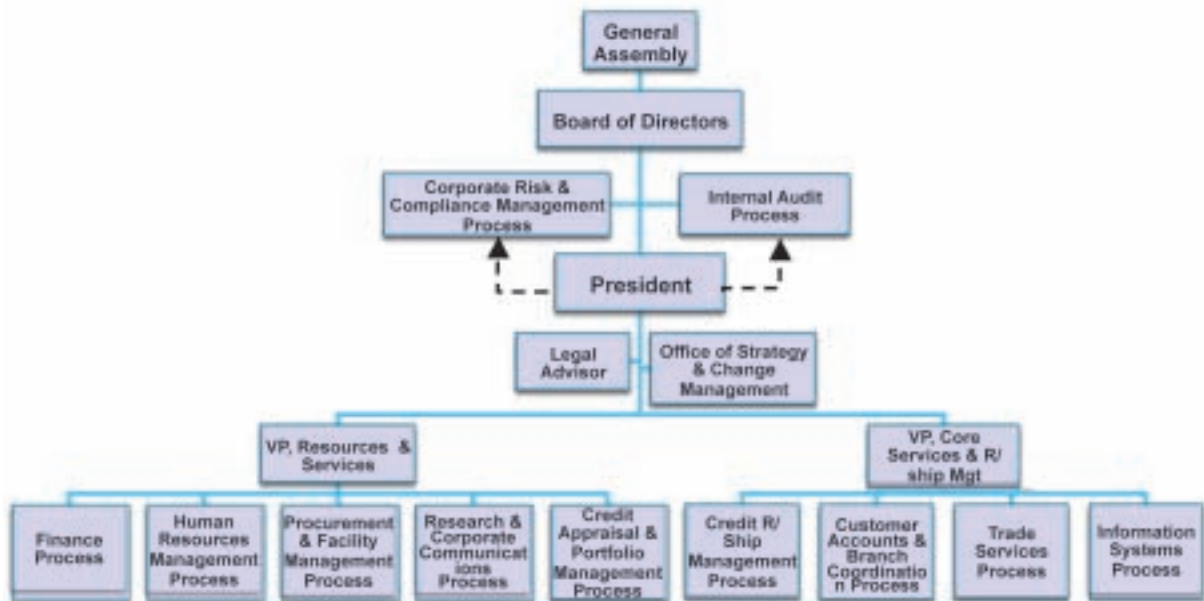 General
Assembly
Board of Directors
Corporate Risk &
Compliance Management
Process
Internal Audit
Process
President
Legal
Advisor
Office of Strategy
& Change
Management
VP, Resources &
Services
VP, Core
Services & R/
ship Mgt
Finance
Process
Human
Resources
Management
Process
Procurement
& Facility
Management
Process
Research &
Corporate
Communicat
ions
Process
Credit
Appraisal &
Portfolio
Management
Process
Credit R/
Ship
Management
Process
Customer
Accounts &
Branch
Coordinatio
n Process
Trade
Services
Process
Information
Systems
Process